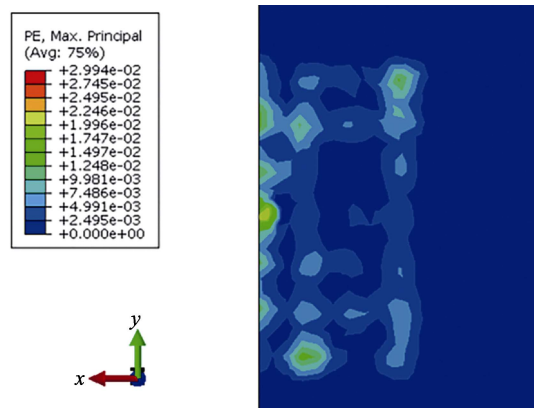 PE, Max. Principal
(Avg: 75%)
+2.994e-02
+2.745e-02
+2.495e-02
+2.246e-02
+1.996e-02
+1.747e-02
+1.497e-02
+1.248e-02
+9.981e-03
+7.486e-03
+4.991e-03
+2.495e-03
+0.000e+00
y
x